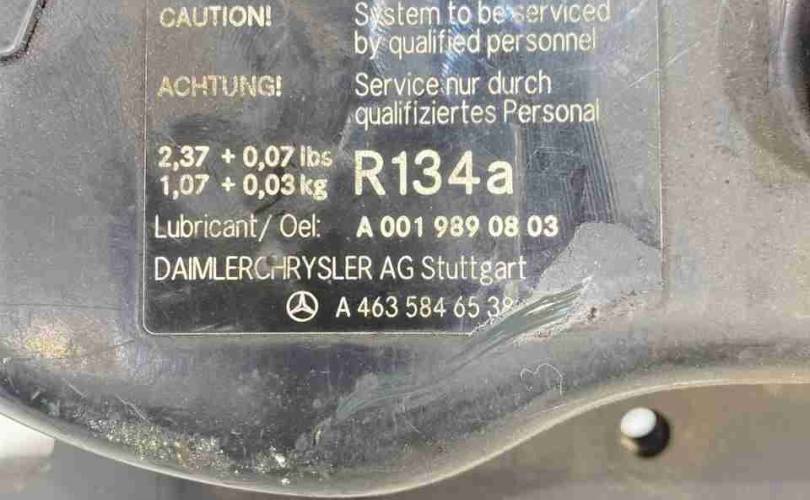 CAUTION! System to be serviced
by qualified personnel
ACHTUNG! Service nur durch
qualifiziertes Personal
2,37 + 0,07 lbs
1,07 + 0,03 kg R134a
Lubricant/ Oel: A 001 989 08 03
DAIMLERCHRYSLER AG Stuttgart
A 463 584 65 38